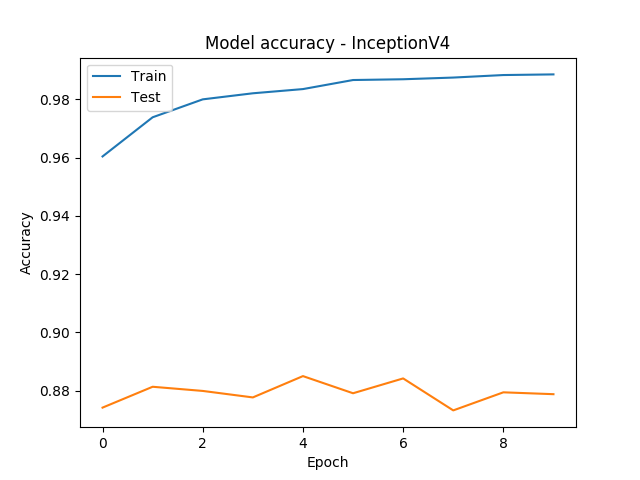 Model accuracy - InceptionV4
Train
Test
0.98
0.96
0.94
0.92
0.90
0.88
Accuracy
0 2 4 6 8
Epoch